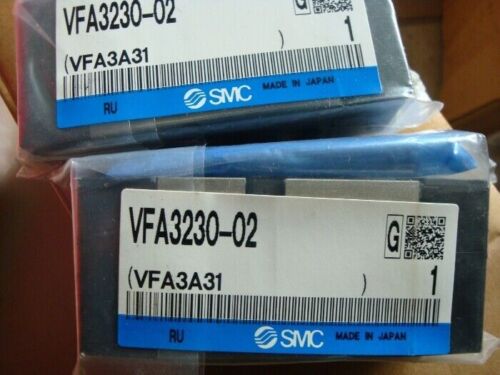 VFA3230-02
G
(VFA3A31 )
1
RU
SMC
MADE IN JAPAN
VFA3230-02
G
(VFA3A31 )
1
RU
SMC
MADE IN JAPAN